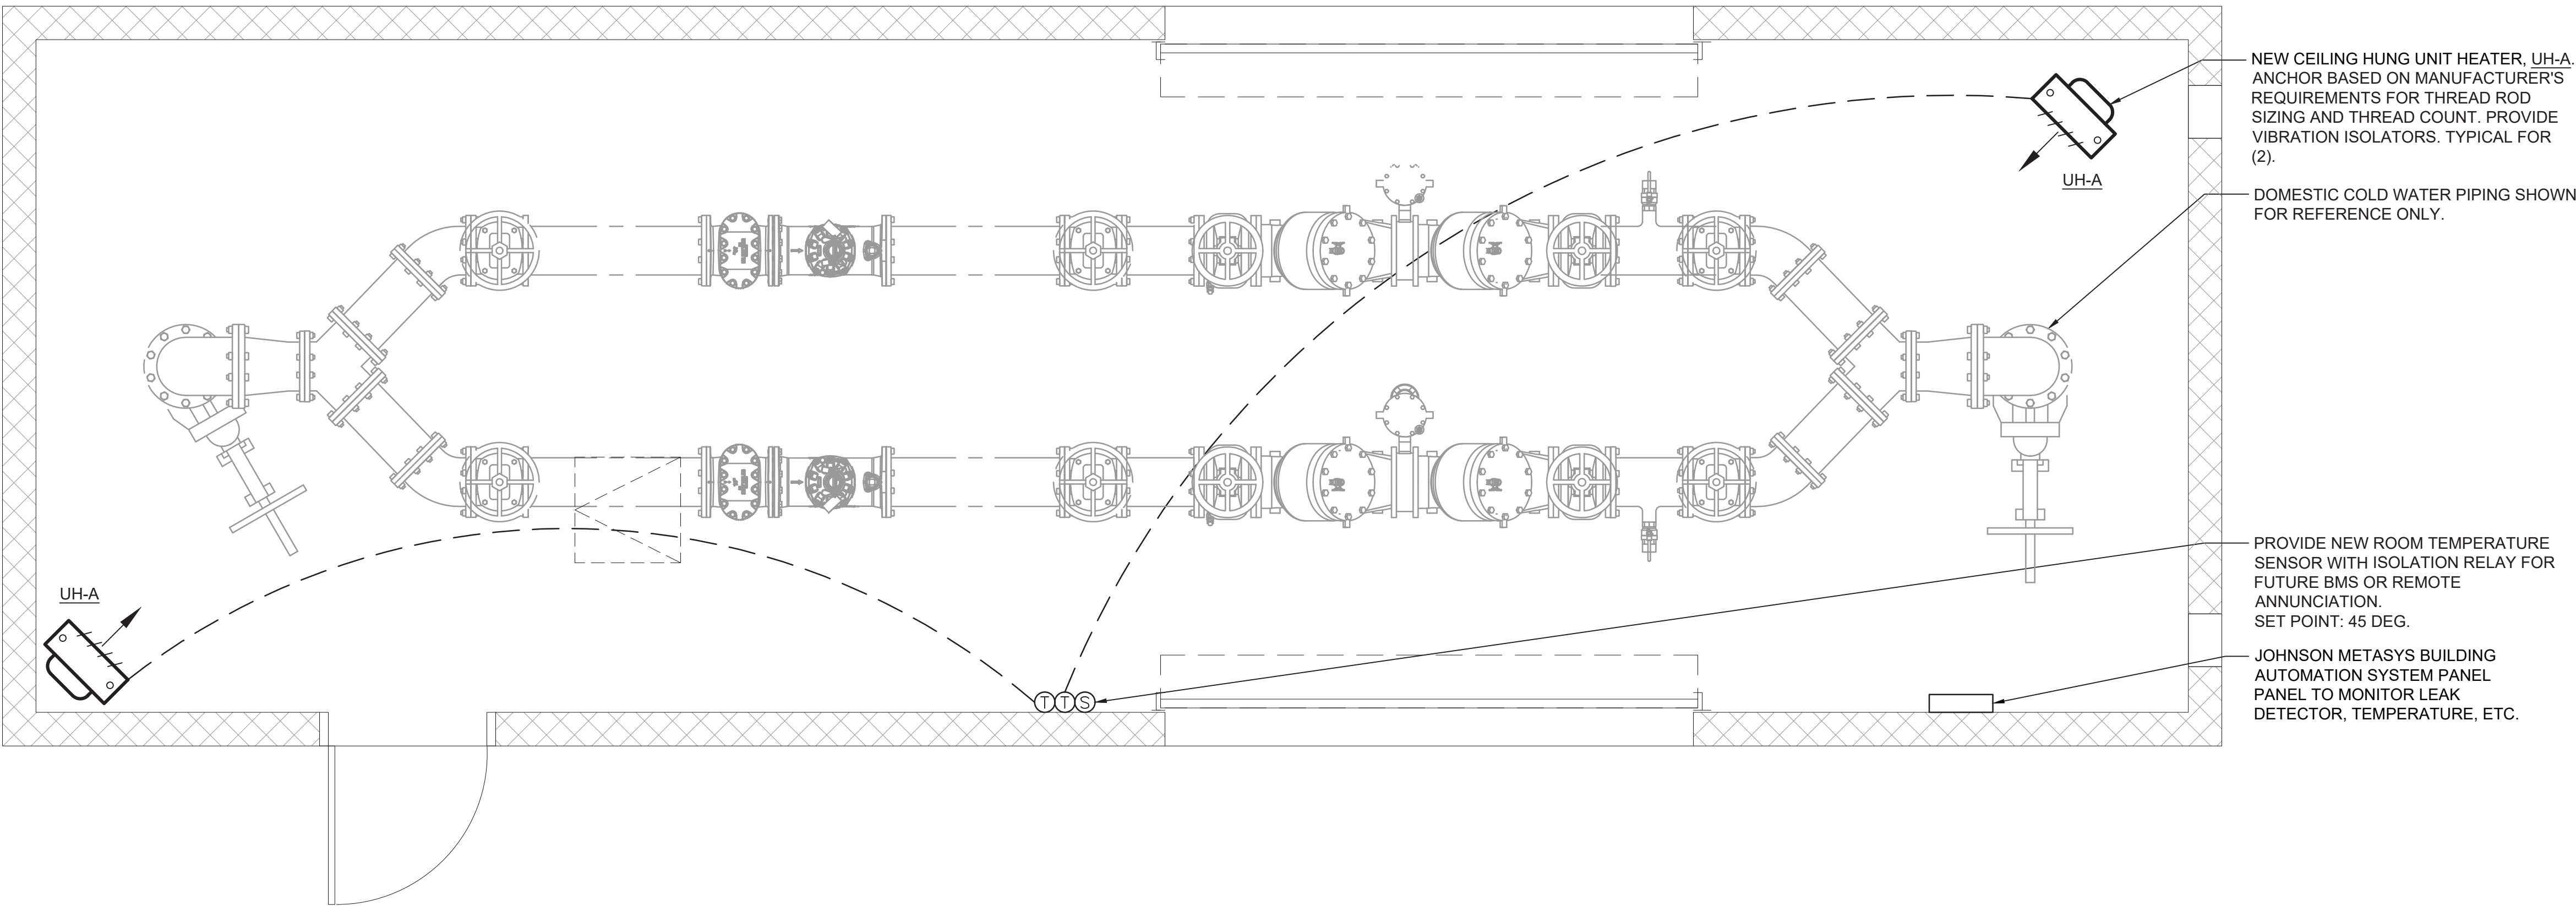 NEW CEILING HUNG UNIT HEATER, UH-A.
ANCHOR BASED ON MANUFACTURER'S
REQUIREMENTS FOR THREAD ROD
SIZING AND THREAD COUNT. PROVIDE
VIBRATION ISOLATORS. TYPICAL FOR
(2).
UH-A
DOMESTIC COLD WATER PIPING SHOWN
FOR REFERENCE ONLY.
PROVIDE NEW ROOM TEMPERATURE
SENSOR WITH ISOLATION RELAY FOR
FUTURE BMS OR REMOTE
ANNUNCIATION.
SET POINT: 45 DEG.
UH-A
JOHNSON METASYS BUILDING
AUTOMATION SYSTEM PANEL
PANEL TO MONITOR LEAK
DETECTOR, TEMPERATURE, ETC.
T T S